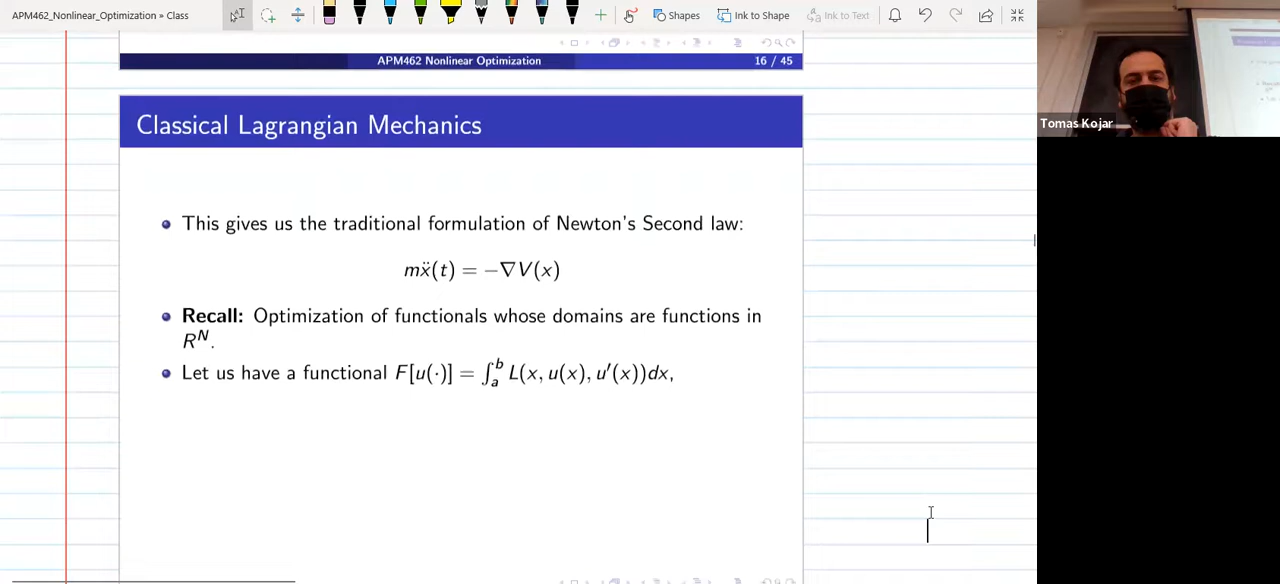 APM462_Nonlinear_Optimization » Class
Shapes
Ink to Shape
Ink to Text
APM462 Nonlinear Optimization
16 / 45
Tomas Kojar
Classical Lagrangian Mechanics
This gives us the traditional formulation of Newton's Second law:
mẍ(t) = −∇V(x)
Recall: Optimization of functionals whose domains are functions in
R^N.
Let us have a functional F[u(·)] = ∫_a^b L(x, u(x), u′(x))dx,